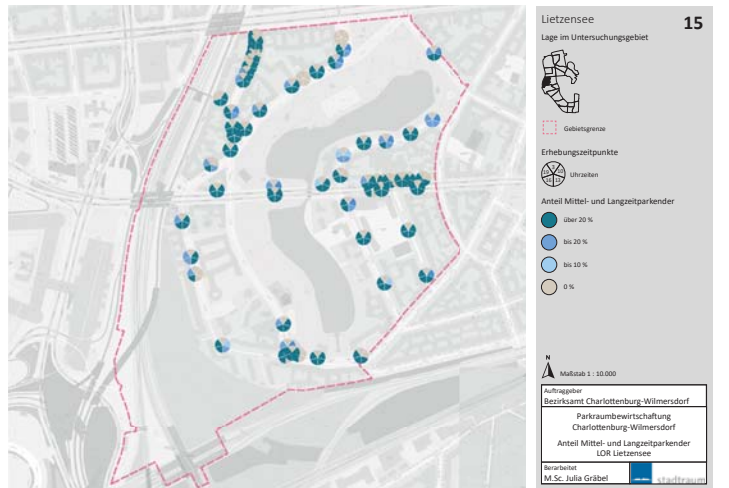 Lietzensee
15
Lage im Untersuchungsgebiet
Gebietsgrenze
Erhebungszeitpunkte
Uhrzeiten
Anteil Mittel- und Langzeitparkender
über 20 %
bis 20 %
bis 10 %
0 %
N
Maßstab 1 : 10.000
Auftraggeber
Bezirksamt Charlottenburg-Wilmersdorf
Parkraumbewirtschaftung
Charlottenburg-Wilmersdorf
Anteil Mittel- und Langzeitparkender
LOR Lietzensee
Berarbeitet
M.Sc. Julia Gräbel
stadtraum